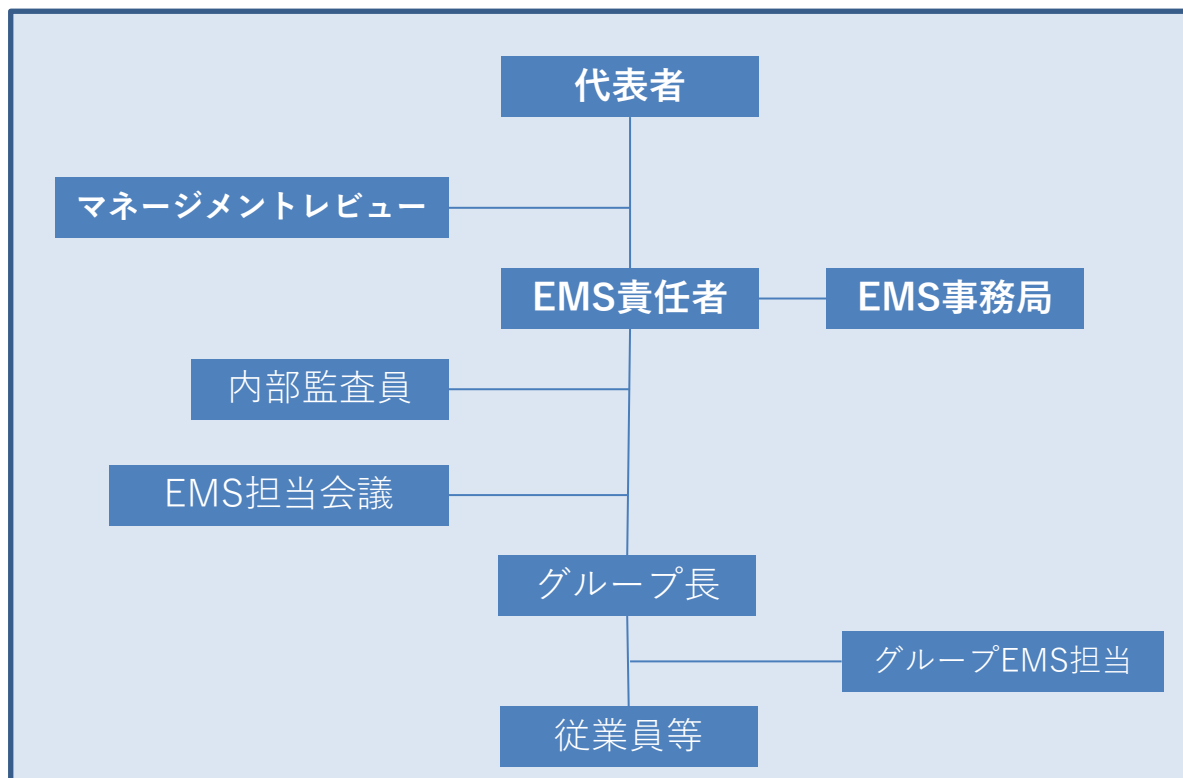 代表者
マネージメントレビュー
EMS責任者
EMS事務局
内部監査員
EMS担当会議
グループ長
グループEMS担当
従業員等